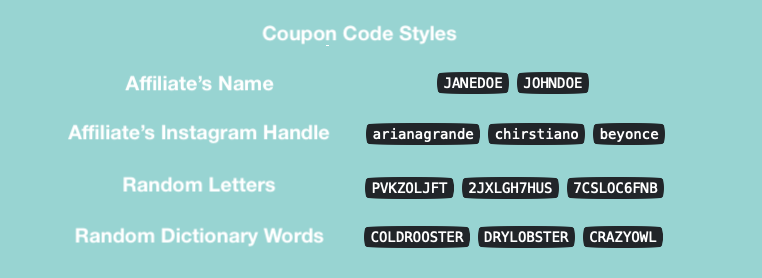 Coupon Code Styles
Affiliate's Name JANEDOE JOHNDOE
Affiliate's Instagram Handle arianagrande chirstiano beyonce
Random Letters PVKZOLJFT 2JXLGH7HUS 7CSLOC6FNB
Random Dictionary Words COLDROOSTER DRYLOBSTER CRAZYOWL